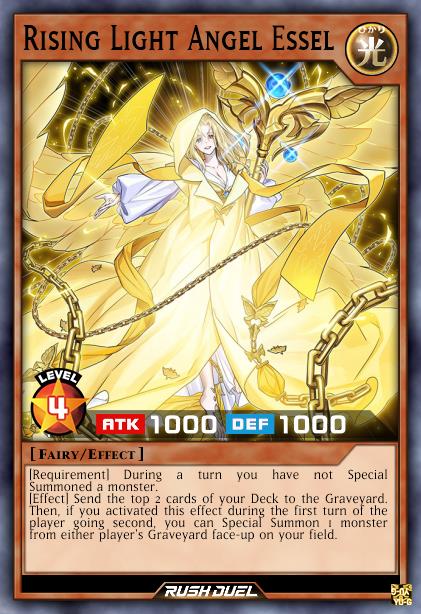 Rising Light Angel Essel
ひかり
光
LEVEL
4
ATK 1000 DEF 1000
[ Fairy/Effect ]
[Requirement] During a turn you have not Special
Summoned a monster.
[Effect] Send the top 2 cards of your Deck to the Graveyard.
Then, if you activated this effect during the first turn of the
player going second, you can Special Summon 1 monster
from either player's Graveyard face-up on your field.
RUSH DUEL